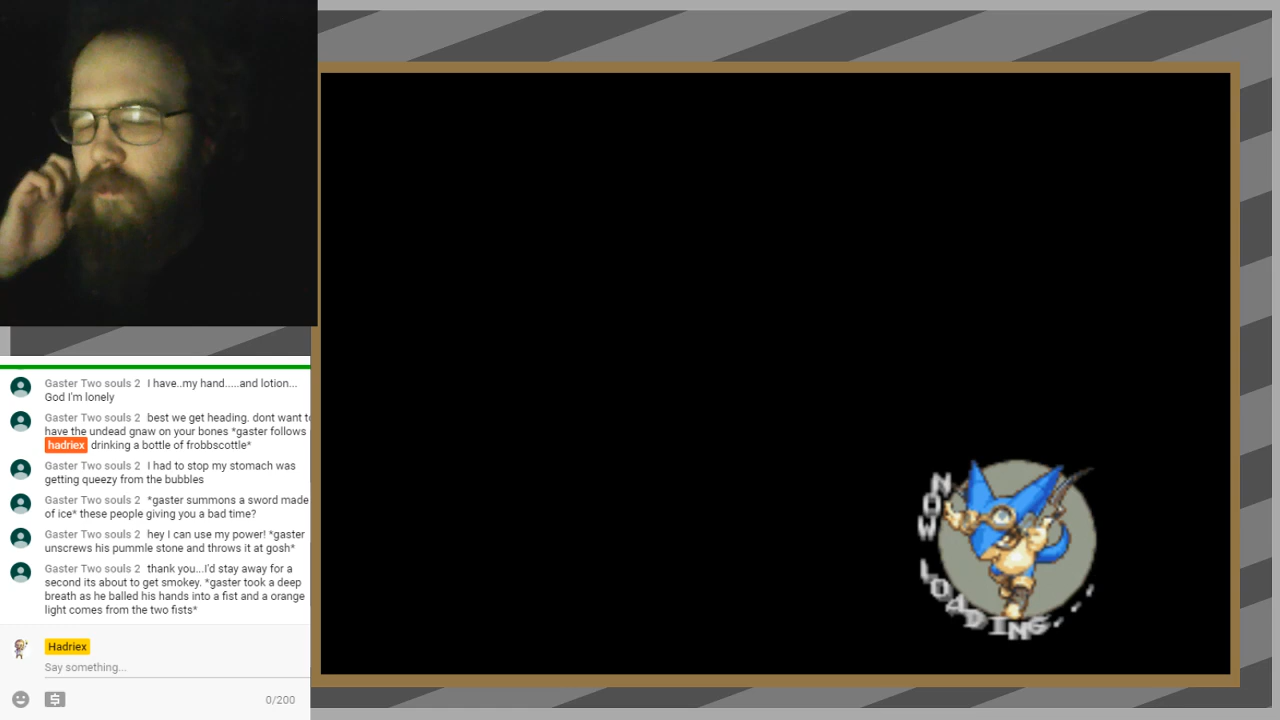 Gaster Two souls 2 I have..my hand.....and lotion...
God I'm lonely
Gaster Two souls 2 best we get heading. dont want to
have the undead gnaw on your bones *gaster follows
hadriex drinking a bottle of frobbscottle*
Gaster Two souls 2 I had to stop my stomach was
getting queezy from the bubbles
Gaster Two souls 2 *gaster summons a sword made
of ice* these people giving you a bad time?
Gaster Two souls 2 hey I can use my power! *gaster
unscrews his pummle stone and throws it at gosh*
Gaster Two souls 2 thank you...I'd stay away for a
second its about to get smokey. *gaster took a deep
breath as he balled his hands into a fist and a orange
light comes from the two fists*
Hadriex
Say something...
0/200
NOW LOADING...